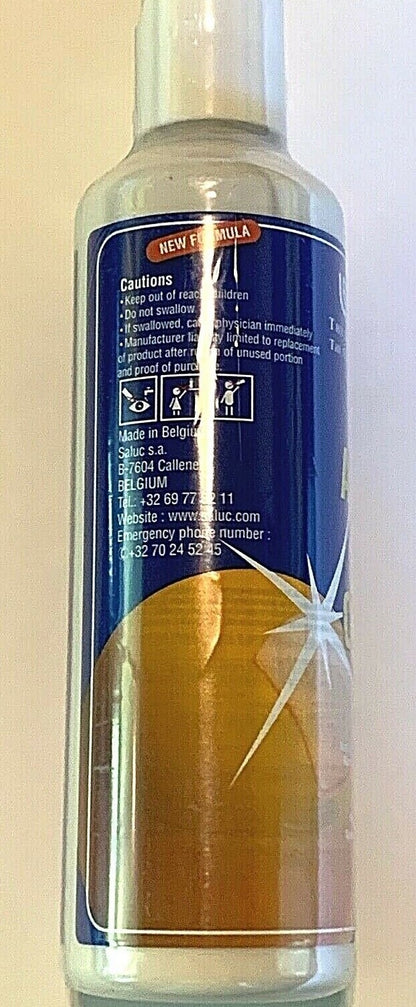 NEW FORMULA
Cautions
• Keep out of reach children
• Do not swallow
• If swallowed, call physician immediately
• Manufacturer liability limited to replacement
of product after return of unused portion
and proof of purchase.
Made in Belgium
Saluc s.a.
B-7604 Callenelle
BELGIUM
Tel.: +32 69 77 2 11
Website : www.saluc.com
Emergency phone number :
✆+32 70 24 52 45